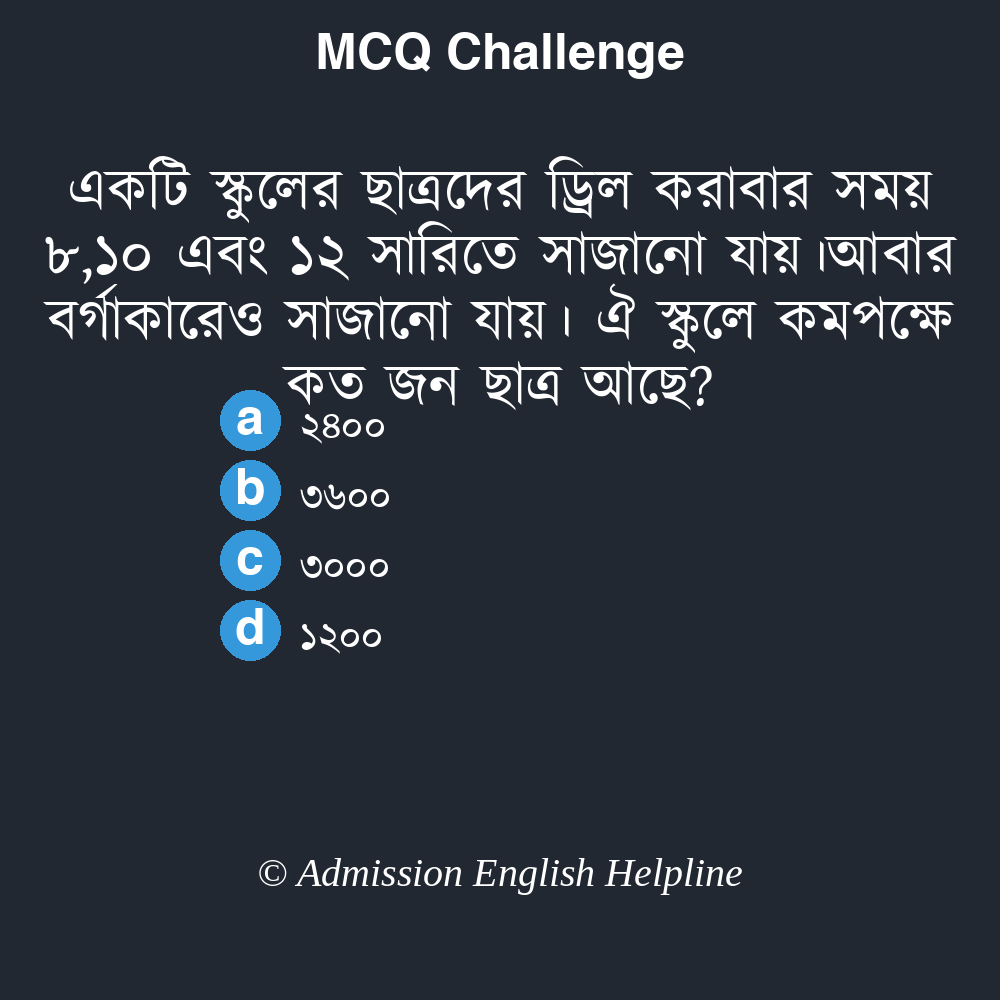 MCQ Challenge
একটি স্কুলের ছাত্রদের ড্রিল করাবার সময়
৮,১০ এবং ১২ সারিতে সাজানো যায়।আবার
বর্গাকারেও সাজানো যায়। ঐ স্কুলে কমপক্ষে
কত জন ছাত্র আছে?
a ২৪০০
b ৩৬০০
c ৩০০০
d ১২০০
© Admission English Helpline